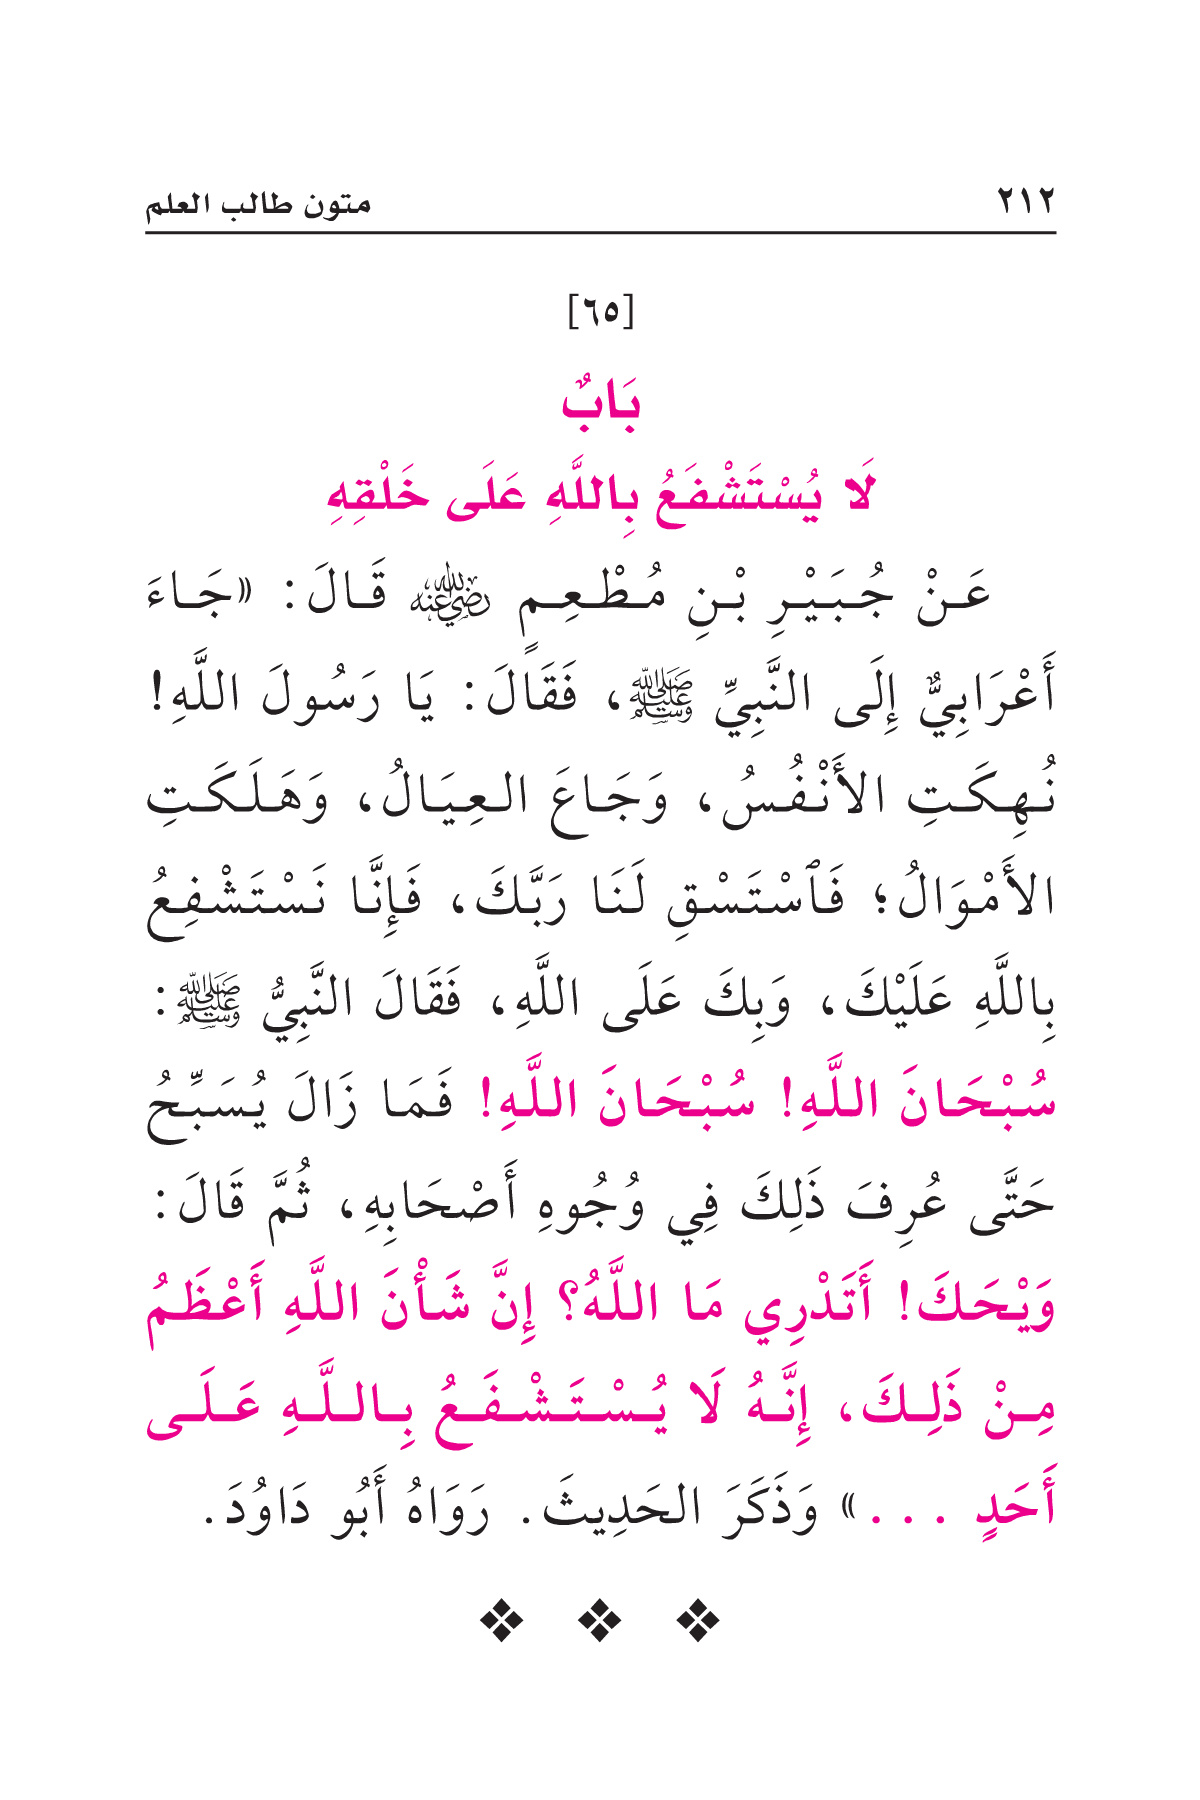 ٢١٢ متون طالب العلم
[٦٥]
بَابٌ
لَا يُسْتَشْفَعُ بِاللَّهِ عَلَى خَلْقِهِ
عَنْ جُبَيْرِ بْنِ مُطْعِمٍ رضي الله عنه قَالَ: «جَاءَ
أَعْرَابِيٌّ إِلَى النَّبِيِّ ﷺ، فَقَالَ: يَا رَسُولَ اللَّهِ!
نُهِكَتِ الأَنْفُسُ، وَجَاعَ العِيَالُ، وَهَلَكَتِ
الأَمْوَالُ؛ فَٱسْتَسْقِ لَنَا رَبَّكَ، فَإِنَّا نَسْتَشْفِعُ
بِاللَّهِ عَلَيْكَ، وَبِكَ عَلَى اللَّهِ، فَقَالَ النَّبِيُّ ﷺ:
سُبْحَانَ اللَّهِ! سُبْحَانَ اللَّهِ! فَمَا زَالَ يُسَبِّحُ
حَتَّى عُرِفَ ذَلِكَ فِي وُجُوهِ أَصْحَابِهِ، ثُمَّ قَالَ:
وَيْحَكَ! أَتَدْرِي مَا اللَّهُ؟ إِنَّ شَأْنَ اللَّهِ أَعْظَمُ
مِنْ ذَلِكَ، إِنَّهُ لَا يُسْتَشْفَعُ بِاللَّهِ عَلَى
أَحَدٍ ...» وَذَكَرَ الحَدِيثَ. رَوَاهُ أَبُو دَاوُدَ.